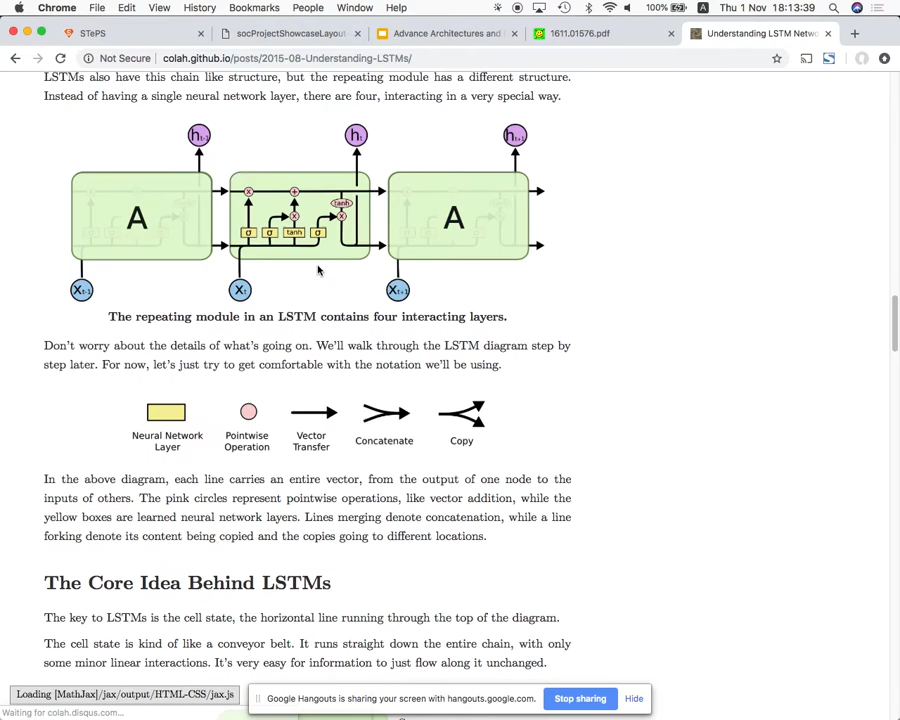 Chrome File Edit View History Bookmarks People Window Help 100% Thu 1 Nov 18:13:39
STePS socProjectShowcaseLayou Advance Architectures and 1611.01576.pdf Understanding LSTM Netw
Not Secure colah.github.io/posts/2015-08-Understanding-LSTMs/
LSTMs also have this chain like structure, but the repeating module has a different structure.
Instead of having a single neural network layer, there are four, interacting in a very special way.
ht-1 ht ht+1
A A
tanh
σ σ tanh σ
xt-1 xt xt+1
The repeating module in an LSTM contains four interacting layers.
Don't worry about the details of what's going on. We'll walk through the LSTM diagram step by
step later. For now, let's just try to get comfortable with the notation we'll be using.
Neural Network Layer Pointwise Operation Vector Transfer Concatenate Copy
In the above diagram, each line carries an entire vector, from the output of one node to the
inputs of others. The pink circles represent pointwise operations, like vector addition, while the
yellow boxes are learned neural network layers. Lines merging denote concatenation, while a line
forking denote its content being copied and the copies going to different locations.
The Core Idea Behind LSTMs
The key to LSTMs is the cell state, the horizontal line running through the top of the diagram.
The cell state is kind of like a conveyor belt. It runs straight down the entire chain, with only
some minor linear interactions. It's very easy for information to just flow along it unchanged.
Loading [MathJax]/jax/output/HTML-CSS/jax.js
Google Hangouts is sharing your screen with hangouts.google.com. Stop sharing Hide
Waiting for colah.disqus.com...